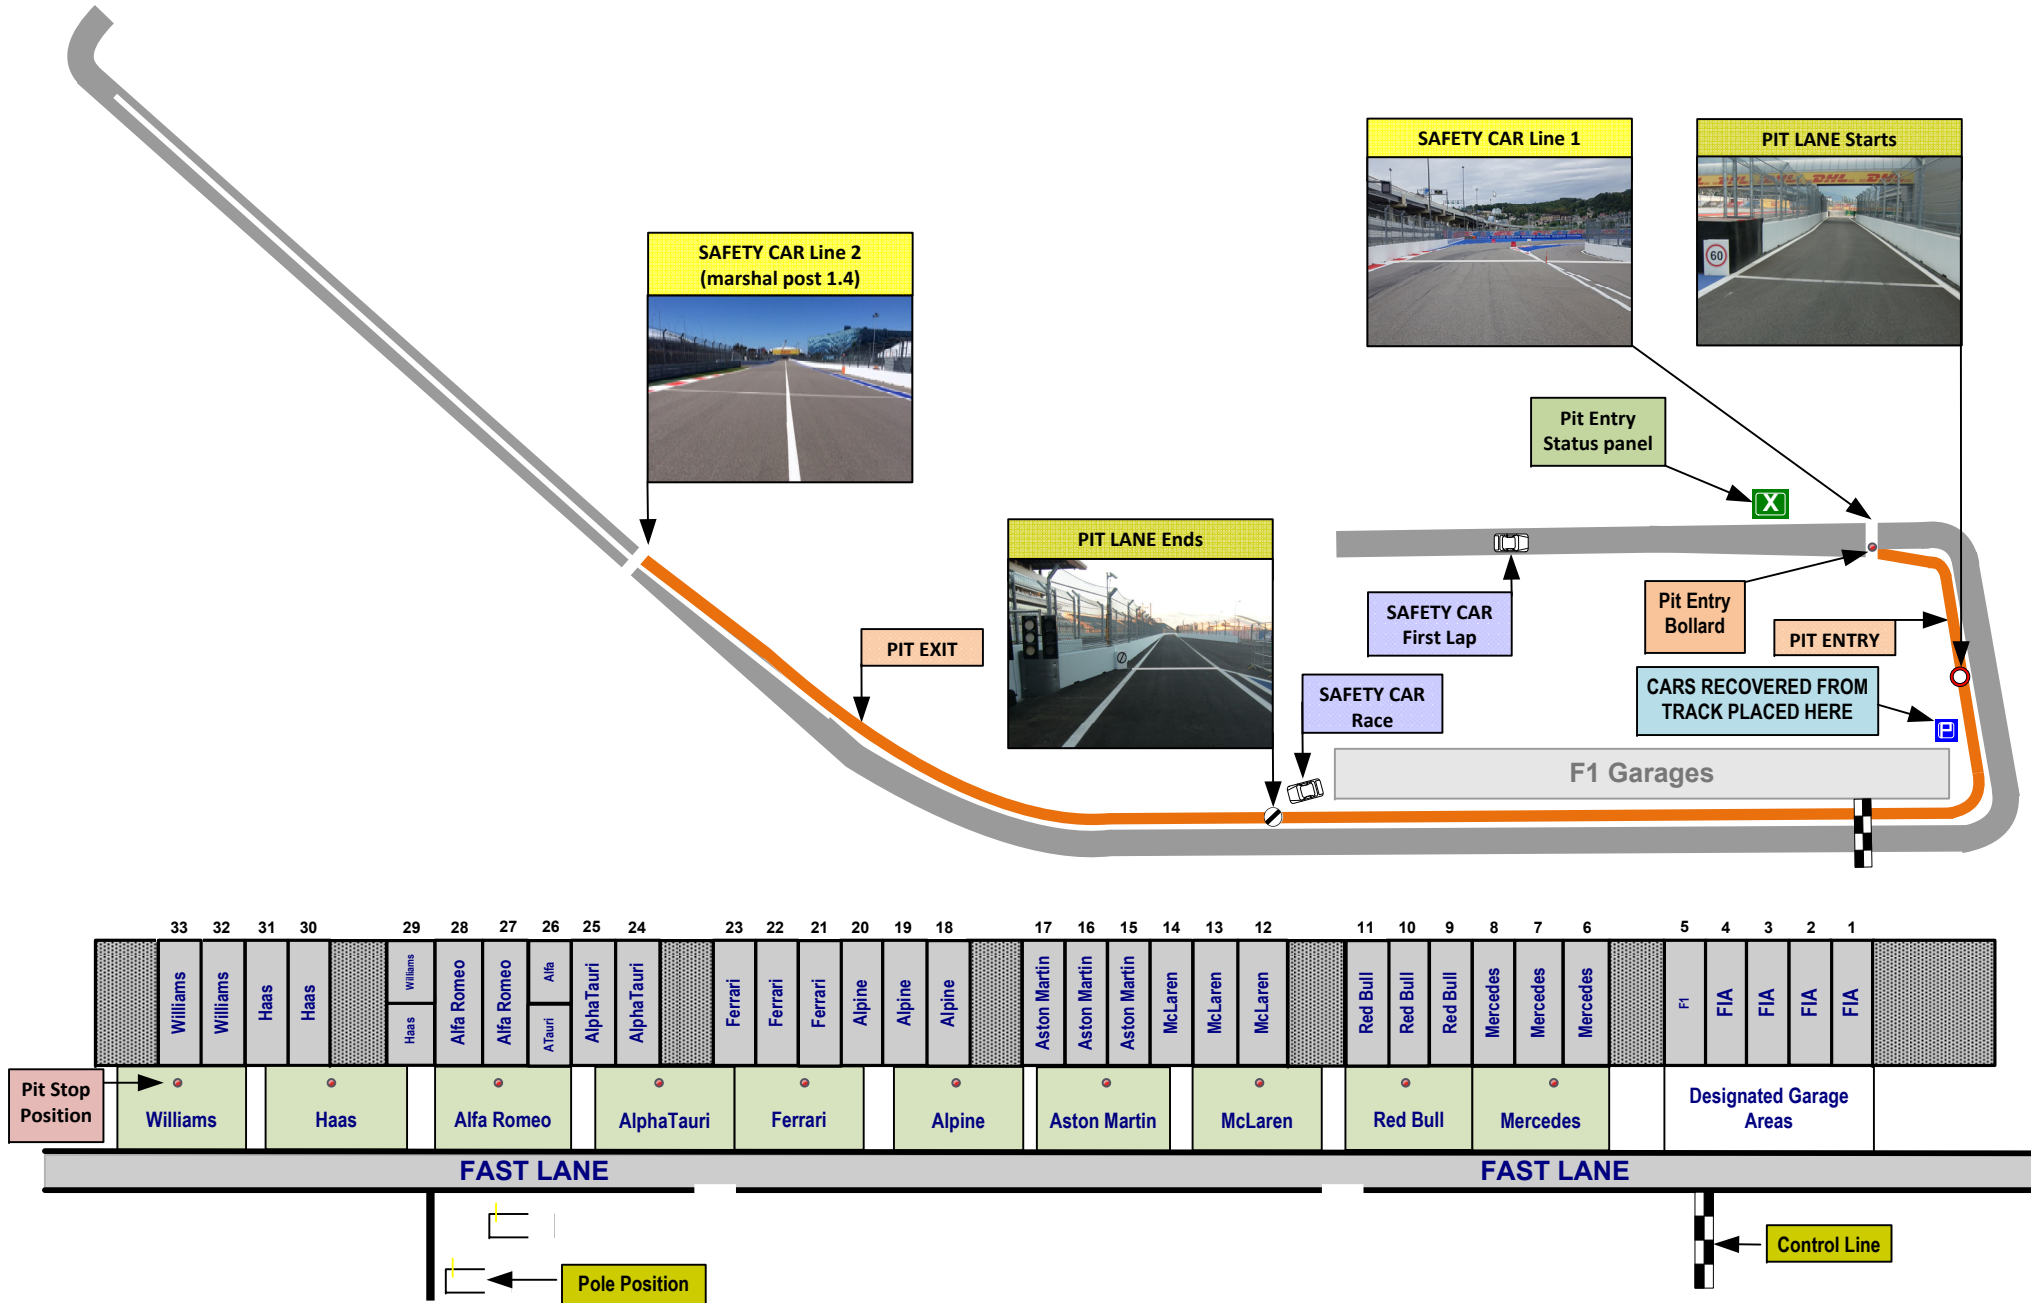 SAFETY CAR Line 1
PIT LANE Starts
DHL
DHL
60
SAFETY CAR Line 2
(marshal post 1.4)
Pit Entry
Status panel
X
PIT LANE Ends
SAFETY CAR
First Lap
Pit Entry
Bollard
PIT ENTRY
PIT EXIT
SAFETY CAR
Race
CARS RECOVERED FROM
TRACK PLACED HERE
P
F1 Garages
33 32 31 30 29 28 27 26 25 24 23 22 21 20 19 18 17 16 15 14 13 12 11 10 9 8 7 6 5 4 3 2 1
Williams
Williams
Haas
Haas
Williams
Haas
Alfa Romeo
Alfa Romeo
Alfa
ATauri
AlphaTauri
AlphaTauri
Ferrari
Ferrari
Ferrari
Alpine
Alpine
Alpine
Aston Martin
Aston Martin
Aston Martin
McLaren
McLaren
McLaren
Red Bull
Red Bull
Red Bull
Mercedes
Mercedes
Mercedes
F1
FIA
FIA
FIA
FIA
Pit Stop
Position
Williams
Haas
Alfa Romeo
AlphaTauri
Ferrari
Alpine
Aston Martin
McLaren
Red Bull
Mercedes
Designated Garage
Areas
FAST LANE
FAST LANE
Control Line
Pole Position